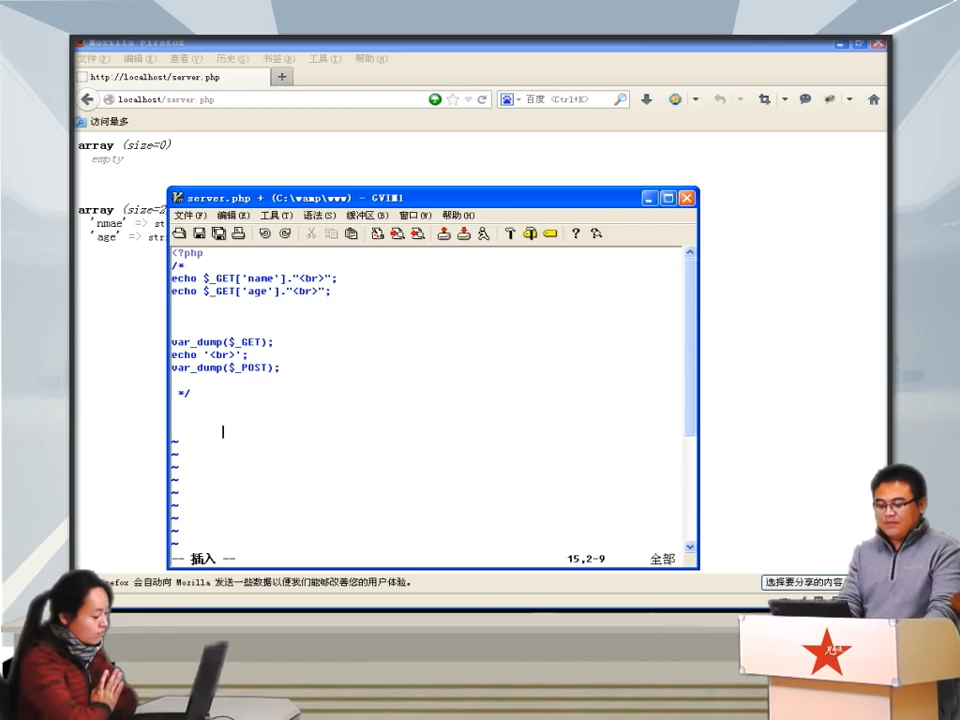 Mozilla Firefox
文件(F) 编辑(E) 查看(V) 历史(S) 书签(B) 工具(T) 帮助(H)
http://localhost/server.php +
localhost/server.php 百度 <Ctrl+K>
访问最多
array (size=0)
empty
array (size=2
'nmae' => st
'age' => str
server.php + (C:\wamp\www) - GVIM1
文件(F) 编辑(E) 工具(T) 语法(S) 缓冲区(B) 窗口(W) 帮助(H)
<?php
/*
echo $_GET['name']."<br>";
echo $_GET['age']."<br>";
var_dump($_GET);
echo '<br>';
var_dump($_POST);
*/
~
~
~
~
~
~
~
~
~
-- 插入 -- 15,2-9 全部
refox 会自动向 Mozilla 发送一些数据以便我们能够改善您的用户体验。 选择要分享的内容